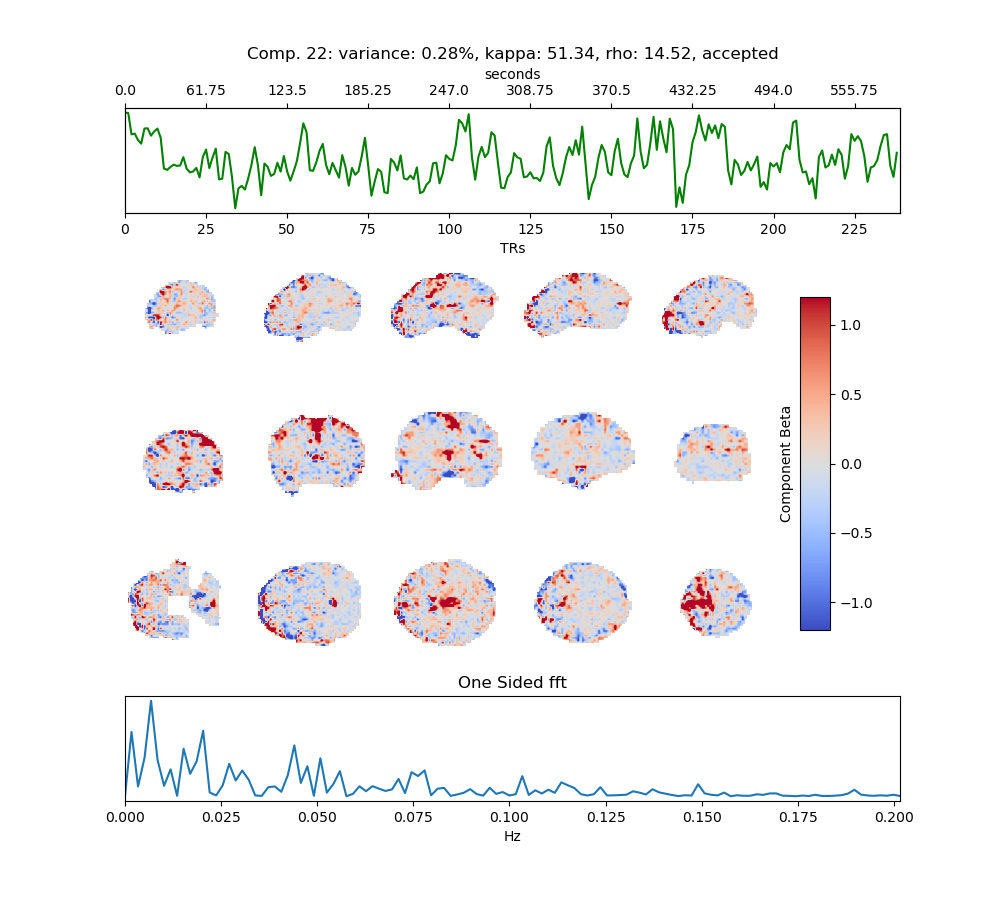 Comp. 22: variance: 0.28%, kappa: 51.34, rho: 14.52, accepted
seconds
0.0 61.75 123.5 185.25 247.0 308.75 370.5 432.25 494.0 555.75
0 25 50 75 100 125 150 175 200 225
TRs
1.0
0.5
0.0
−0.5
−1.0
Component Beta
One Sided fft
0.000 0.025 0.050 0.075 0.100 0.125 0.150 0.175 0.200
Hz